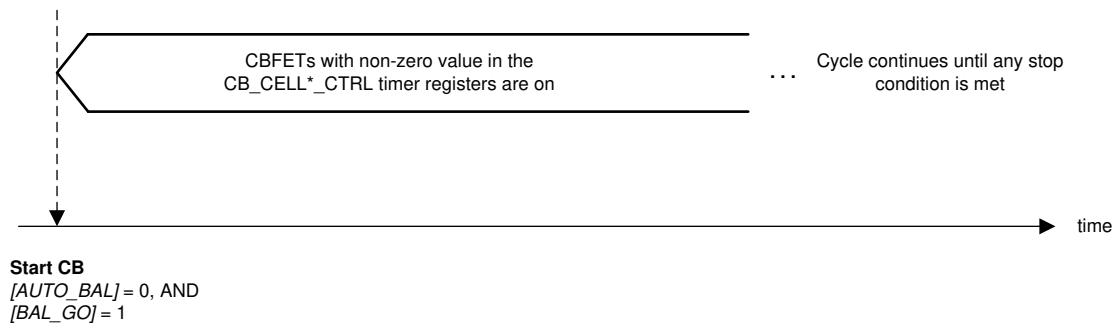 CBFETs with non-zero value in the
CB_CELL*_CTRL timer registers are on
... Cycle continues until any stop
condition is met
time
Start CB
[AUTO_BAL] = 0, AND
[BAL_GO] = 1